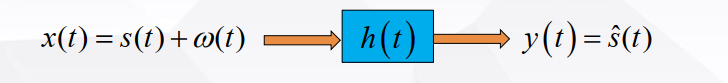 x(t) = s(t) + ω(t) h(t) y(t) = ŝ(t)